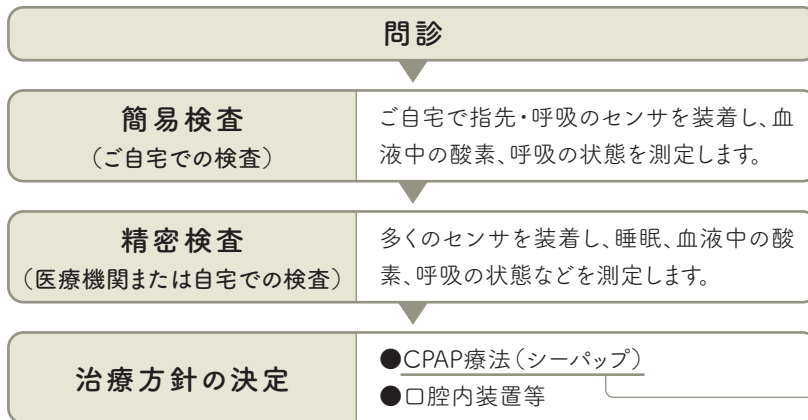 問診
簡易検査
（ご自宅での検査）
ご自宅で指先・呼吸のセンサを装着し、血
液中の酸素、呼吸の状態を測定します。
精密検査
（医療機関または自宅での検査）
多くのセンサを装着し、睡眠、血液中の酸
素、呼吸の状態などを測定します。
治療方針の決定
●CPAP療法（シーパップ）
●口腔内装置等